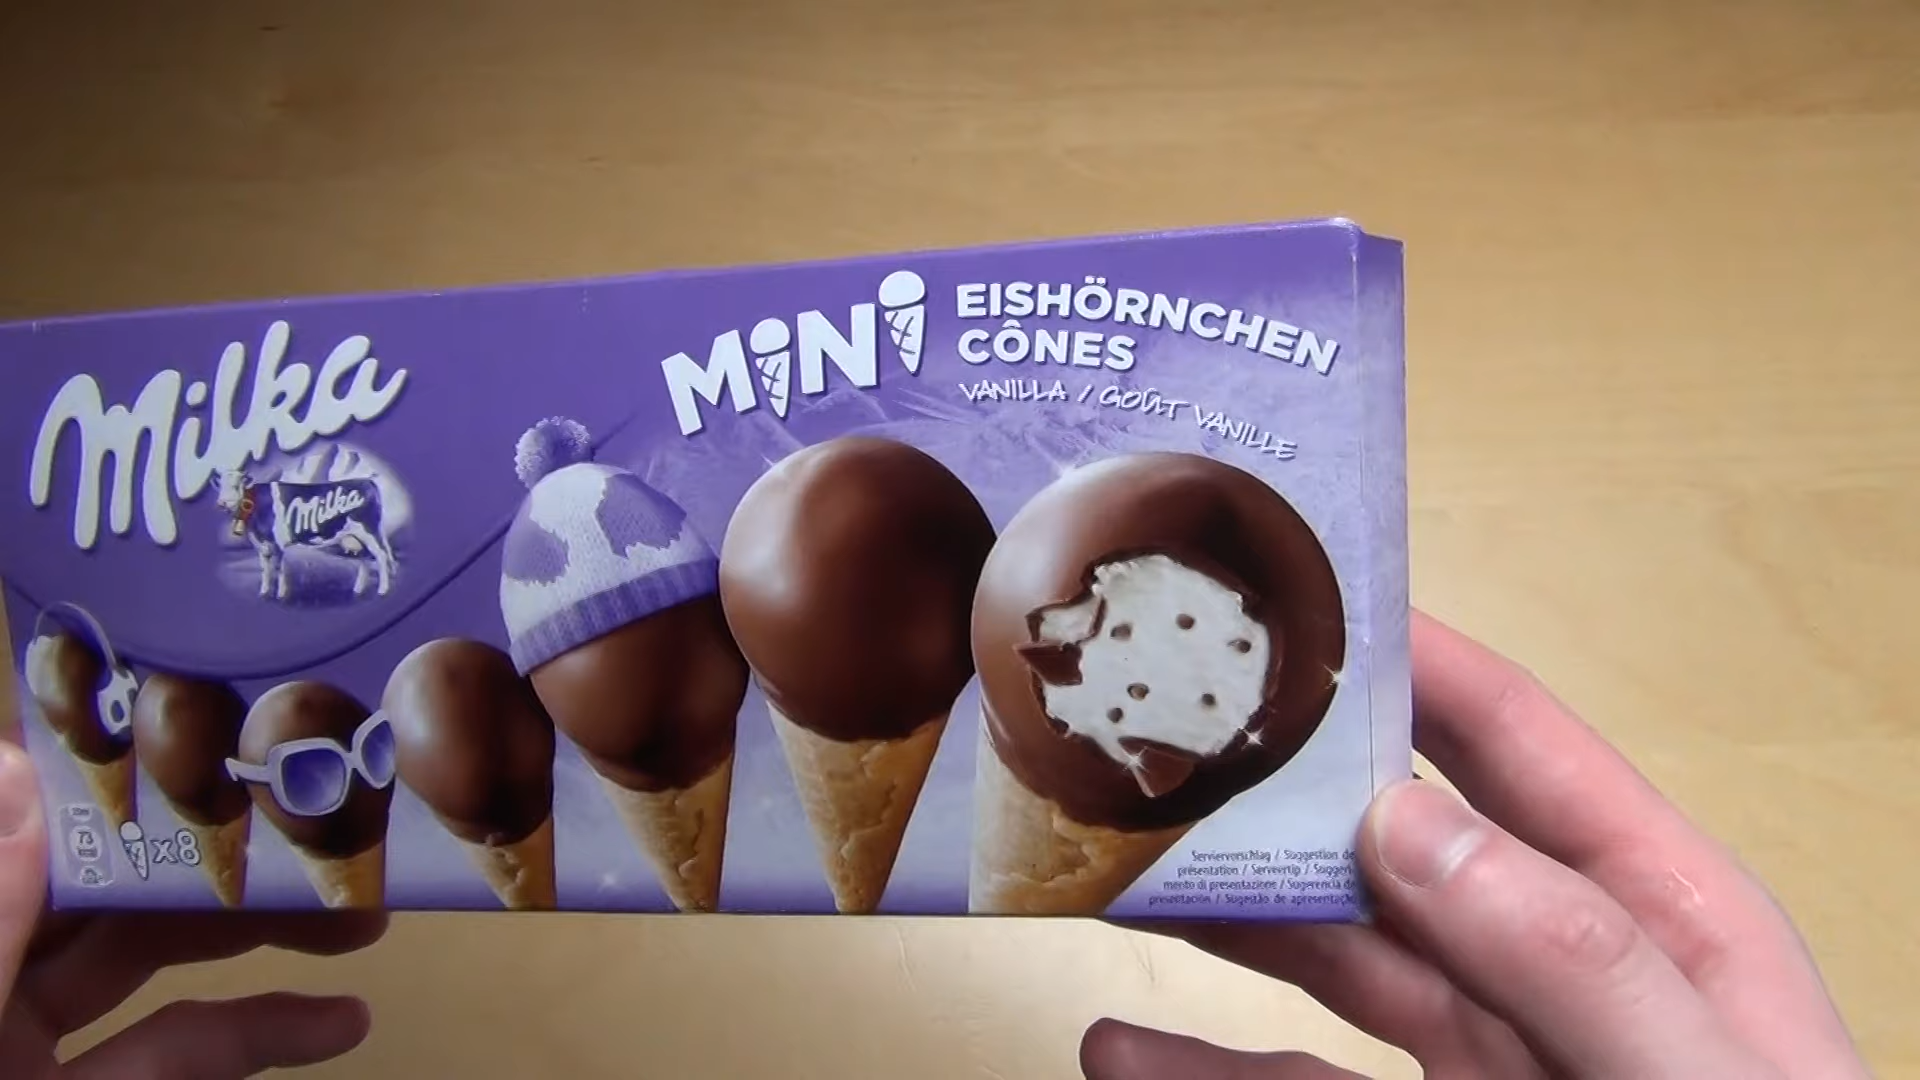 Milka
Milka
MiNi
EISHÖRNCHEN
CÔNES
VANILLA / GOÛT VANILLE
73
x8
Serviervorschlag / Suggestion de
présentation / Serveertip / Suggeri-
mento di presentazione / Sugerencia de
presentación / Sugestão de apresentação